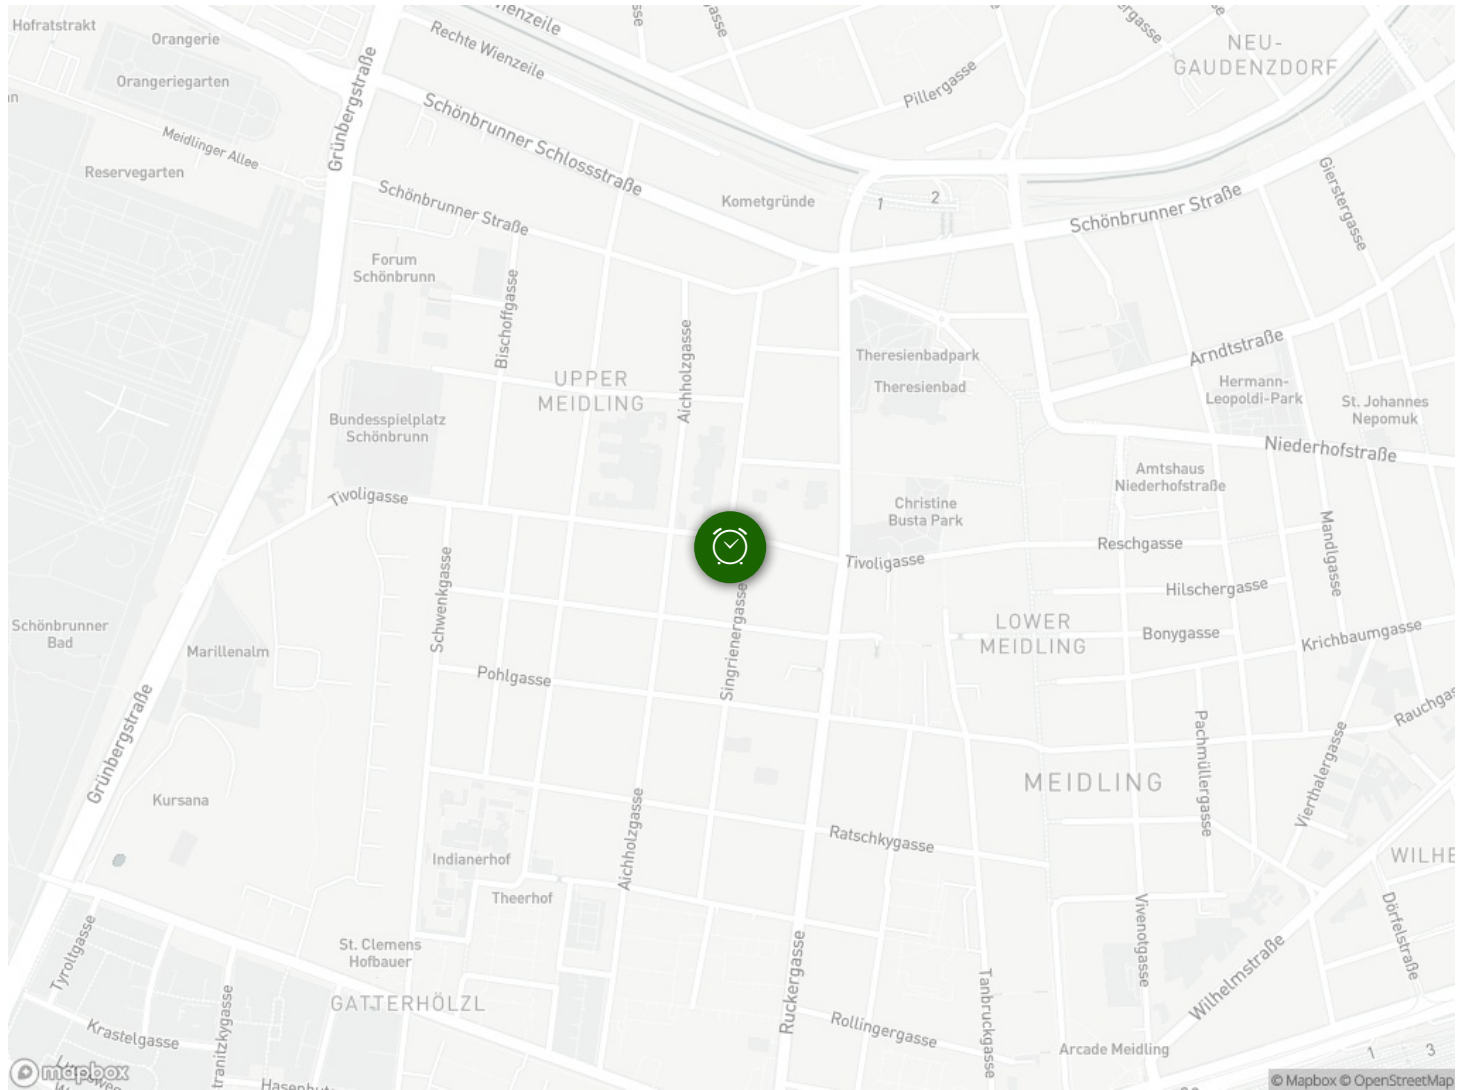 Hofratstrakt
Orangerie
Orangeriegarten
Meidlinger Allee
Reservegarten
Grünbergstraße
Rechte Wienzeile
Wienzeile
Schönbrunner Schlossstraße
Schönbrunner Straße
Pillergasse
NEU-
GAUDENZDORF
Kometgründe
1
2
Schönbrunner Straße
Gierstergasse
Forum
Schönbrunn
Bischoffgasse
Aichholzgasse
UPPER
MEIDLING
Theresienbadpark
Theresienbad
Arndtstraße
Hermann-
Leopoldi-Park
St. Johannes
Nepomuk
Bundesspielplatz
Schönbrunn
Niederhofstraße
Amtshaus
Niederhofstraße
Tivoligasse
Christine
Busta Park
Mandlgasse
Tivoligasse
Reschgasse
Hilschergasse
Schwenkgasse
Singrienergasse
LOWER
MEIDLING
Bonygasse
Krichbaumgasse
Schönbrunner
Bad
Marillenalm
Pohlgasse
Grünbergstraße
Kursana
MEIDLING
Pachmüllergasse
Vierthalergasse
Aichholzgasse
Ratschkygasse
Indianerhof
Theerhof
Vivenotgasse
Dörfelstraße
St. Clemens
Hofbauer
Tyroltgasse
GATTERHÖLZL
Ruckergasse
Tanbruckgasse
Wilhelmstraße
Krastelgasse
Rollingergasse
Arcade Meidling
1
3
mapbox
© Mapbox © OpenStreetMap